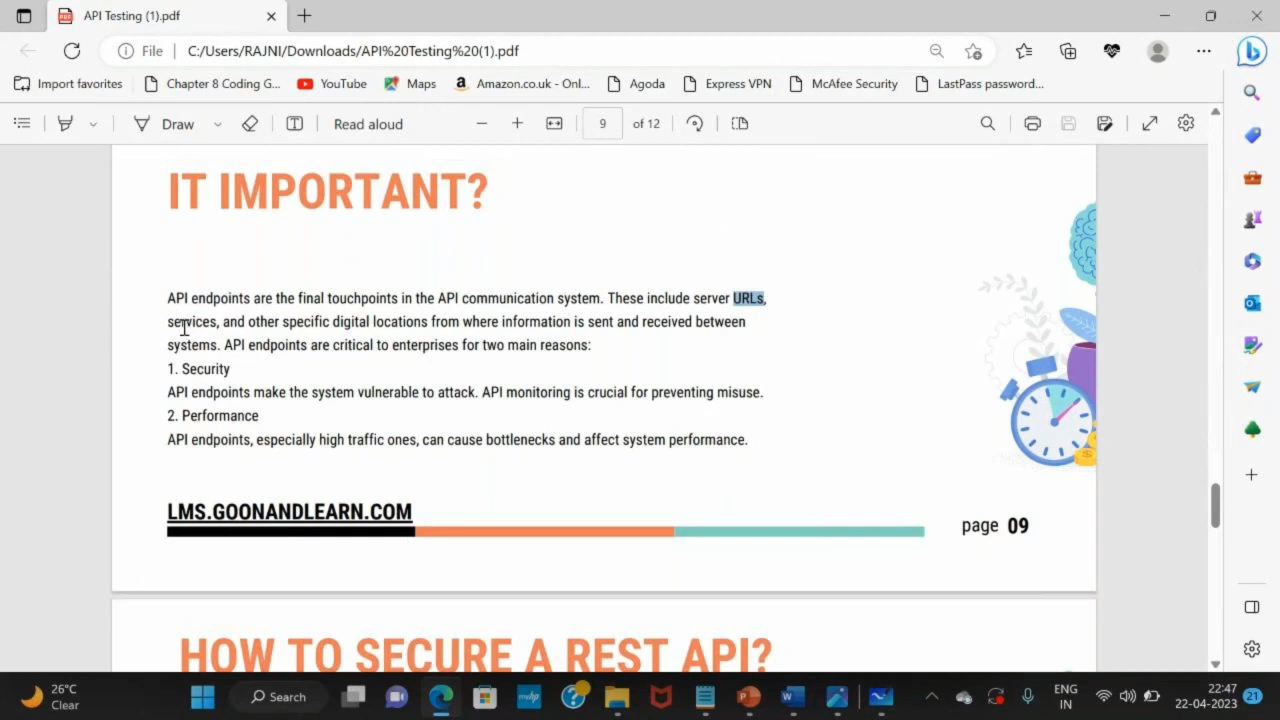 API Testing (1).pdf
File
C:/Users/RAJNI/Downloads/API%20Testing%20(1).pdf
Import favorites
Chapter 8 Coding G...
YouTube
Maps
Amazon.co.uk - Onl...
Agoda
Express VPN
McAfee Security
LastPass password...
Draw
Read aloud
9 of 12
IT IMPORTANT?
API endpoints are the final touchpoints in the API communication system. These include server URLs,
services, and other specific digital locations from where information is sent and received between
systems. API endpoints are critical to enterprises for two main reasons:
1. Security
API endpoints make the system vulnerable to attack. API monitoring is crucial for preventing misuse.
2. Performance
API endpoints, especially high traffic ones, can cause bottlenecks and affect system performance.
LMS.GOONANDLEARN.COM
page 09
HOW TO SECURE A REST API?
26°C
Clear
Search
ENG
IN
22:47
22-04-2023
21